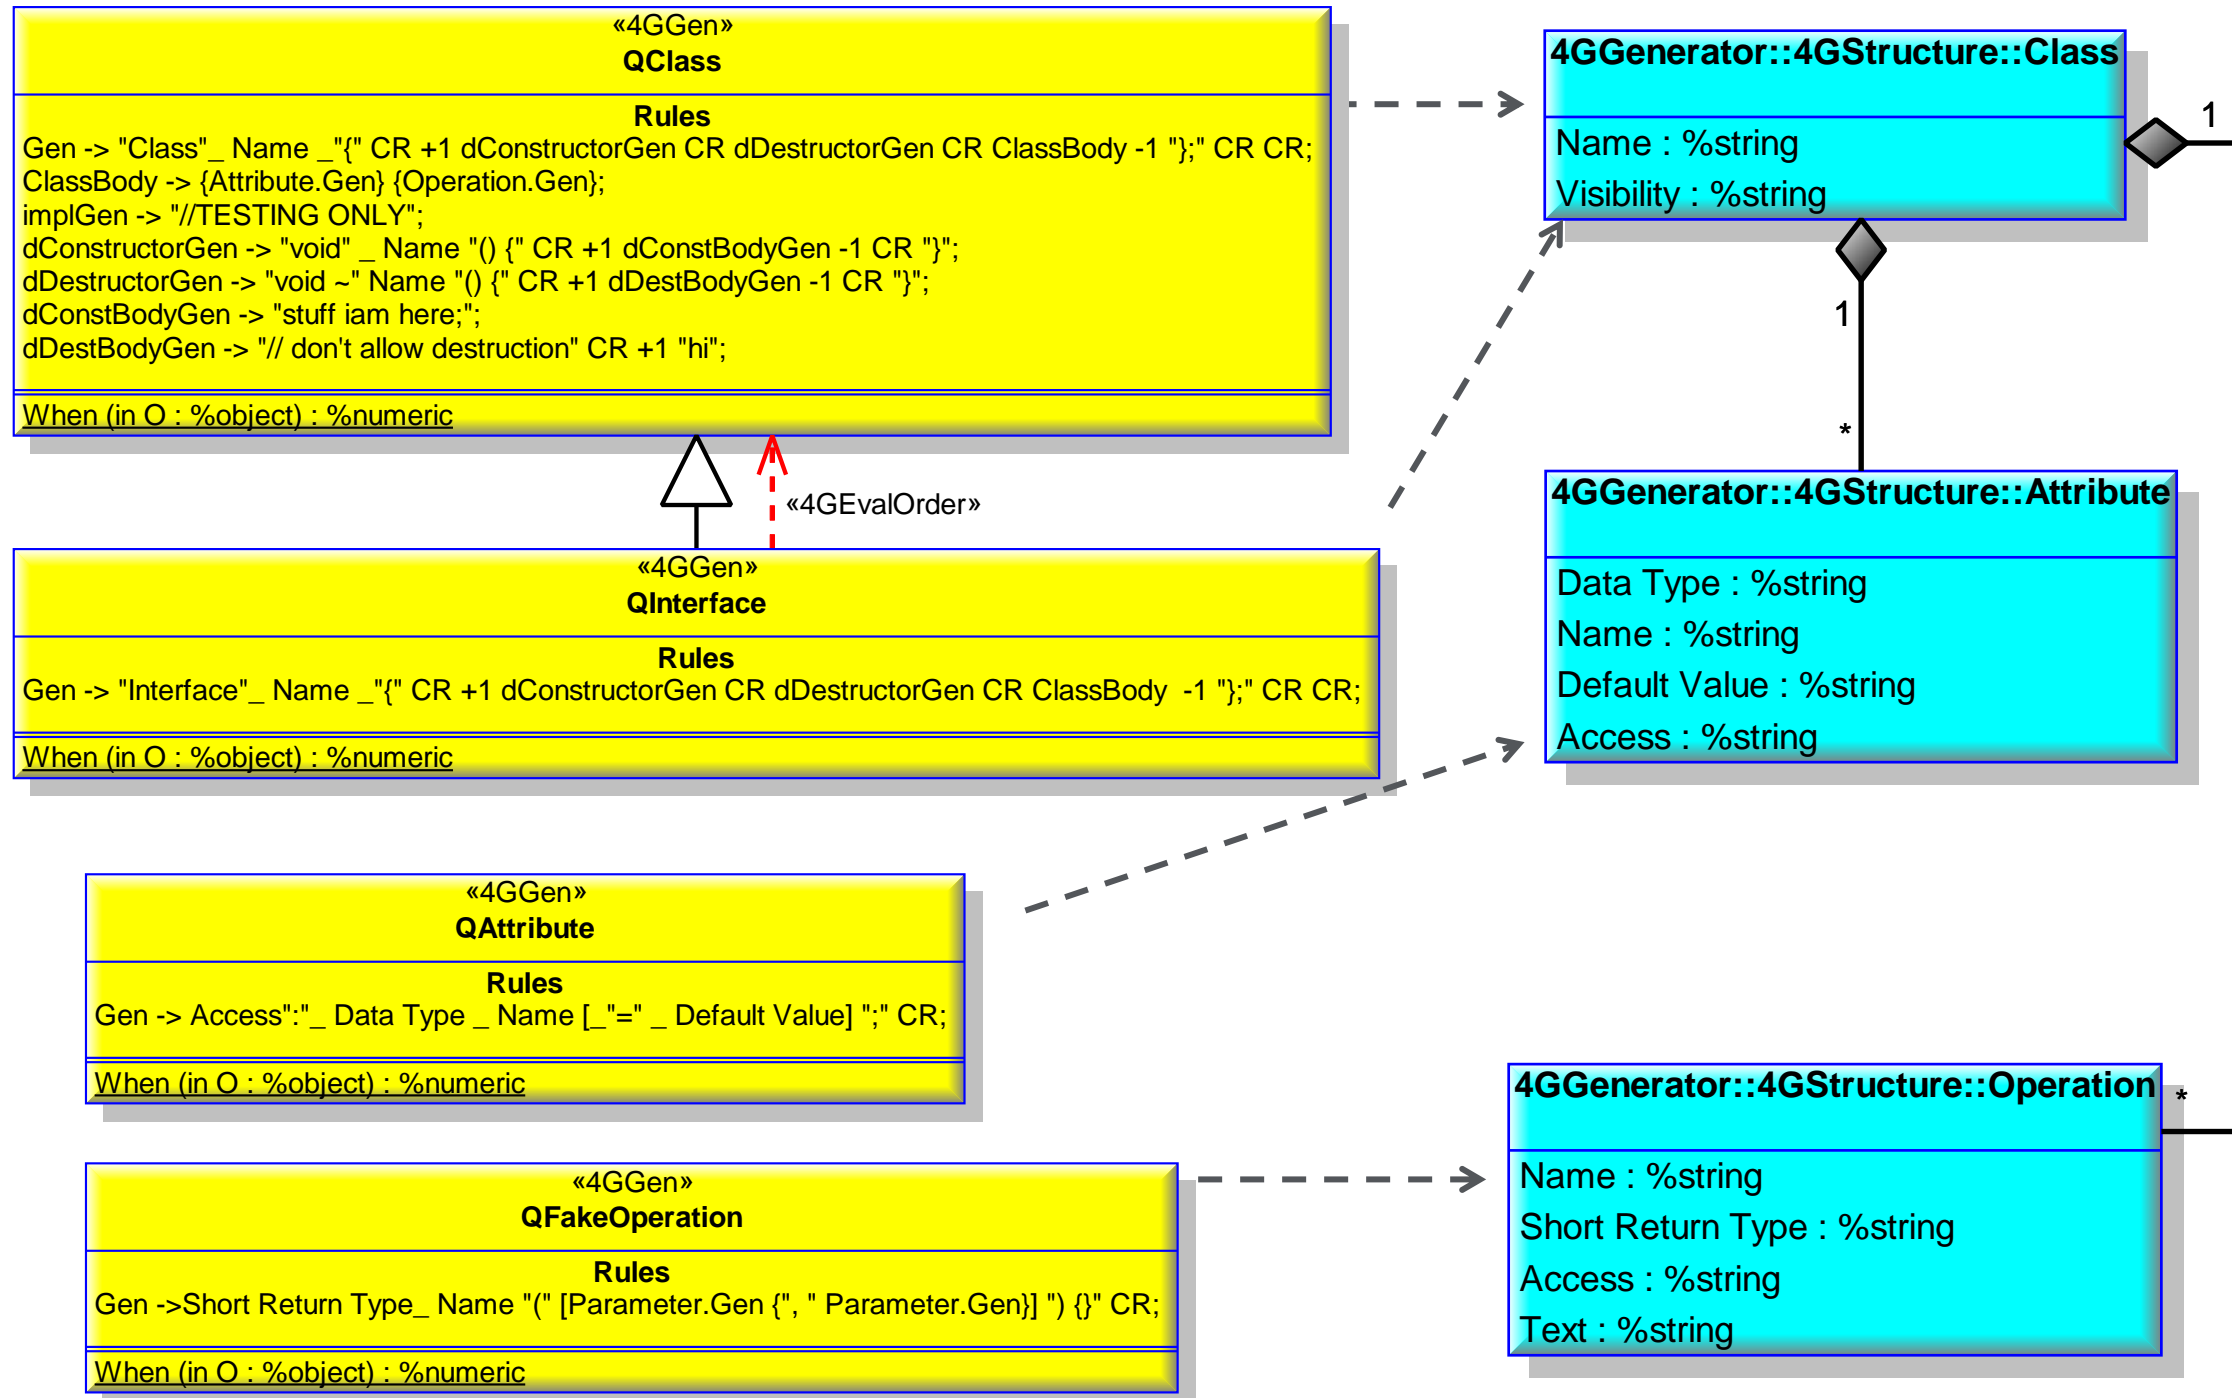 «4GGen»
QClass
Rules
Gen -> "Class"_ Name _"{" CR +1 dConstructorGen CR dDestructorGen CR ClassBody -1 "};" CR CR;
ClassBody -> {Attribute.Gen} {Operation.Gen};
implGen -> "//TESTING ONLY";
dConstructorGen -> "void" _ Name "() {" CR +1 dConstBodyGen -1 CR "}";
dDestructorGen -> "void ~" Name "() {" CR +1 dDestBodyGen -1 CR "}";
dConstBodyGen -> "stuff iam here;";
dDestBodyGen -> "// don't allow destruction" CR +1 "hi";
When (in O : %object) : %numeric
4GGenerator::4GStructure::Class
Name : %string
Visibility : %string
1
1
*
«4GEvalOrder»
«4GGen»
QInterface
Rules
Gen -> "Interface"_ Name _"{" CR +1 dConstructorGen CR dDestructorGen CR ClassBody  -1 "};" CR CR;
When (in O : %object) : %numeric
4GGenerator::4GStructure::Attribute
Data Type : %string
Name : %string
Default Value : %string
Access : %string
«4GGen»
QAttribute
Rules
Gen -> Access":"_ Data Type _ Name [_"=" _ Default Value] ";" CR;
When (in O : %object) : %numeric
4GGenerator::4GStructure::Operation
*
Name : %string
Short Return Type : %string
Access : %string
Text : %string
«4GGen»
QFakeOperation
Rules
Gen ->Short Return Type_ Name "(" [Parameter.Gen {", " Parameter.Gen}] ") {}" CR;
When (in O : %object) : %numeric